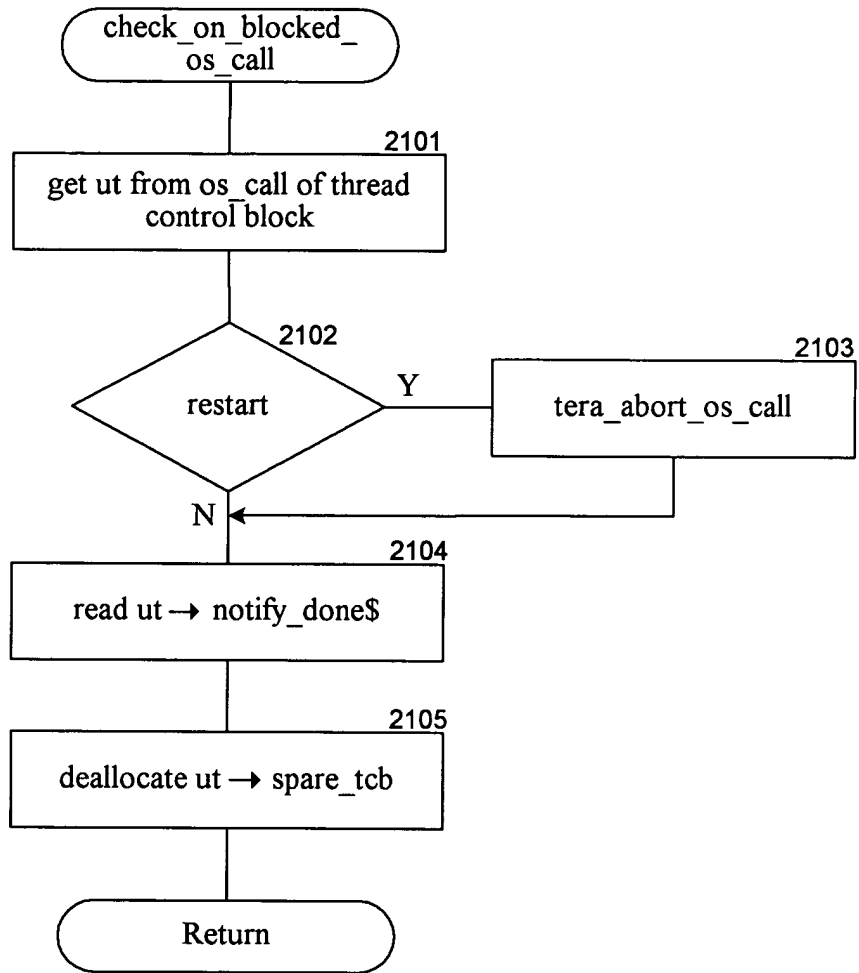 check_on_blocked_
os_call
2101
get ut from os_call of thread
control block
2102
restart
Y
2103
tera_abort_os_call
N
2104
read ut → notify_done$
2105
deallocate ut → spare_tcb
Return